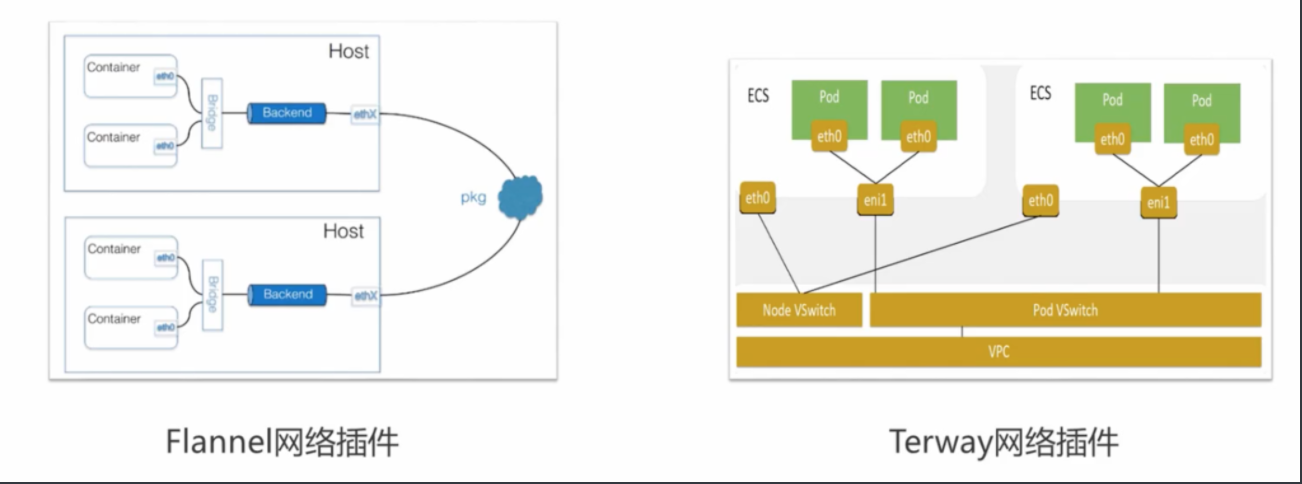 Host
Container
eth0
Container
eth0
Bridge
Backend
ethX
pkg
Host
Container
eth0
Container
eth0
Bridge
Backend
ethX
Flannel网络插件
ECS
Pod
Pod
eth0
eth0
eth0
eni1
ECS
Pod
Pod
eth0
eth0
eth0
eni1
Node VSwitch
Pod VSwitch
VPC
Terway网络插件